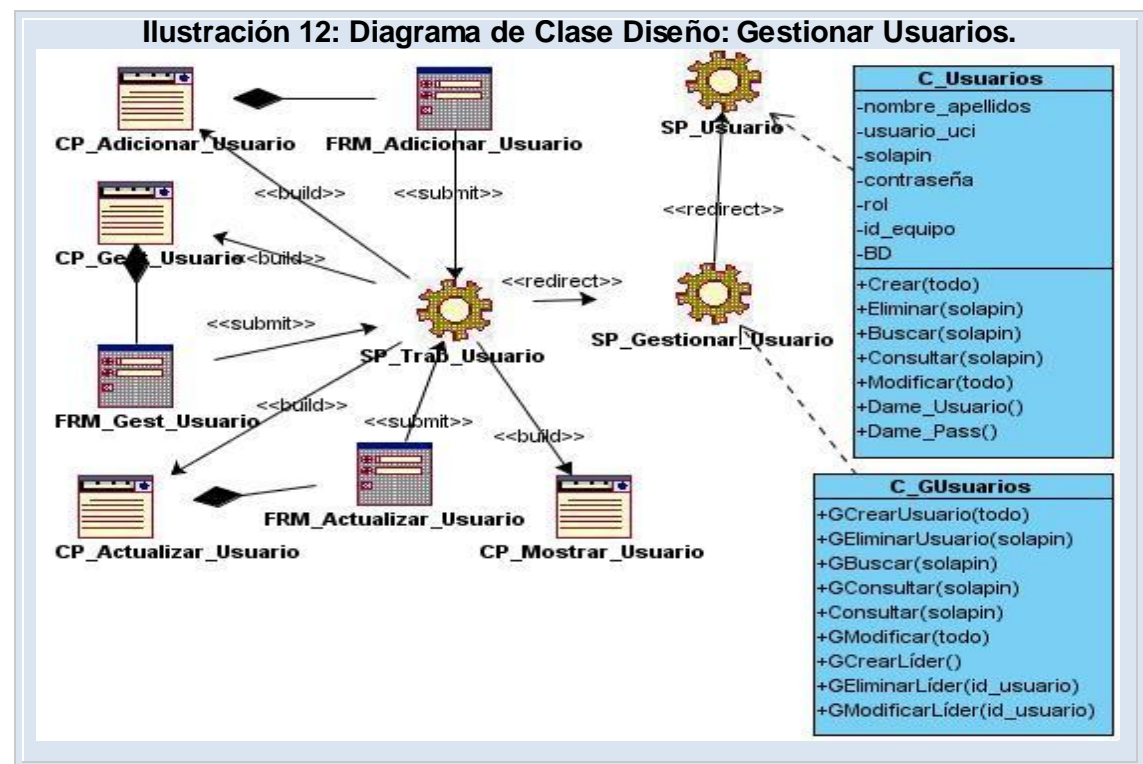 Ilustración 12: Diagrama de Clase Diseño: Gestionar Usuarios.
CP_Adicionar_Usuario
FRM_Adicionar_Usuario
SP_Usuario
<<build>>
<<submit>>
<<redirect>>
CP_Gest_Usuario
<<build>>
<<redirect>>
<<submit>>
SP_Trab_Usuario
SP_Gestionar_Usuario
FRM_Gest_Usuario
<<build>>
<<submit>>
<<build>>
CP_Actualizar_Usuario
FRM_Actualizar_Usuario
CP_Mostrar_Usuario
C_Usuarios
-nombre_apellidos
-usuario_uci
-solapin
-contraseña
-rol
-id_equipo
-BD
+Crear(todo)
+Eliminar(solapin)
+Buscar(solapin)
+Consultar(solapin)
+Modificar(todo)
+Dame_Usuario()
+Dame_Pass()
C_GUsuarios
+GCrearUsuario(todo)
+GEliminarUsuario(solapin)
+GBuscar(solapin)
+GConsultar(solapin)
+Consultar(solapin)
+GModificar(todo)
+GCrearLíder()
+GEliminarLíder(id_usuario)
+GModificarLíder(id_usuario)